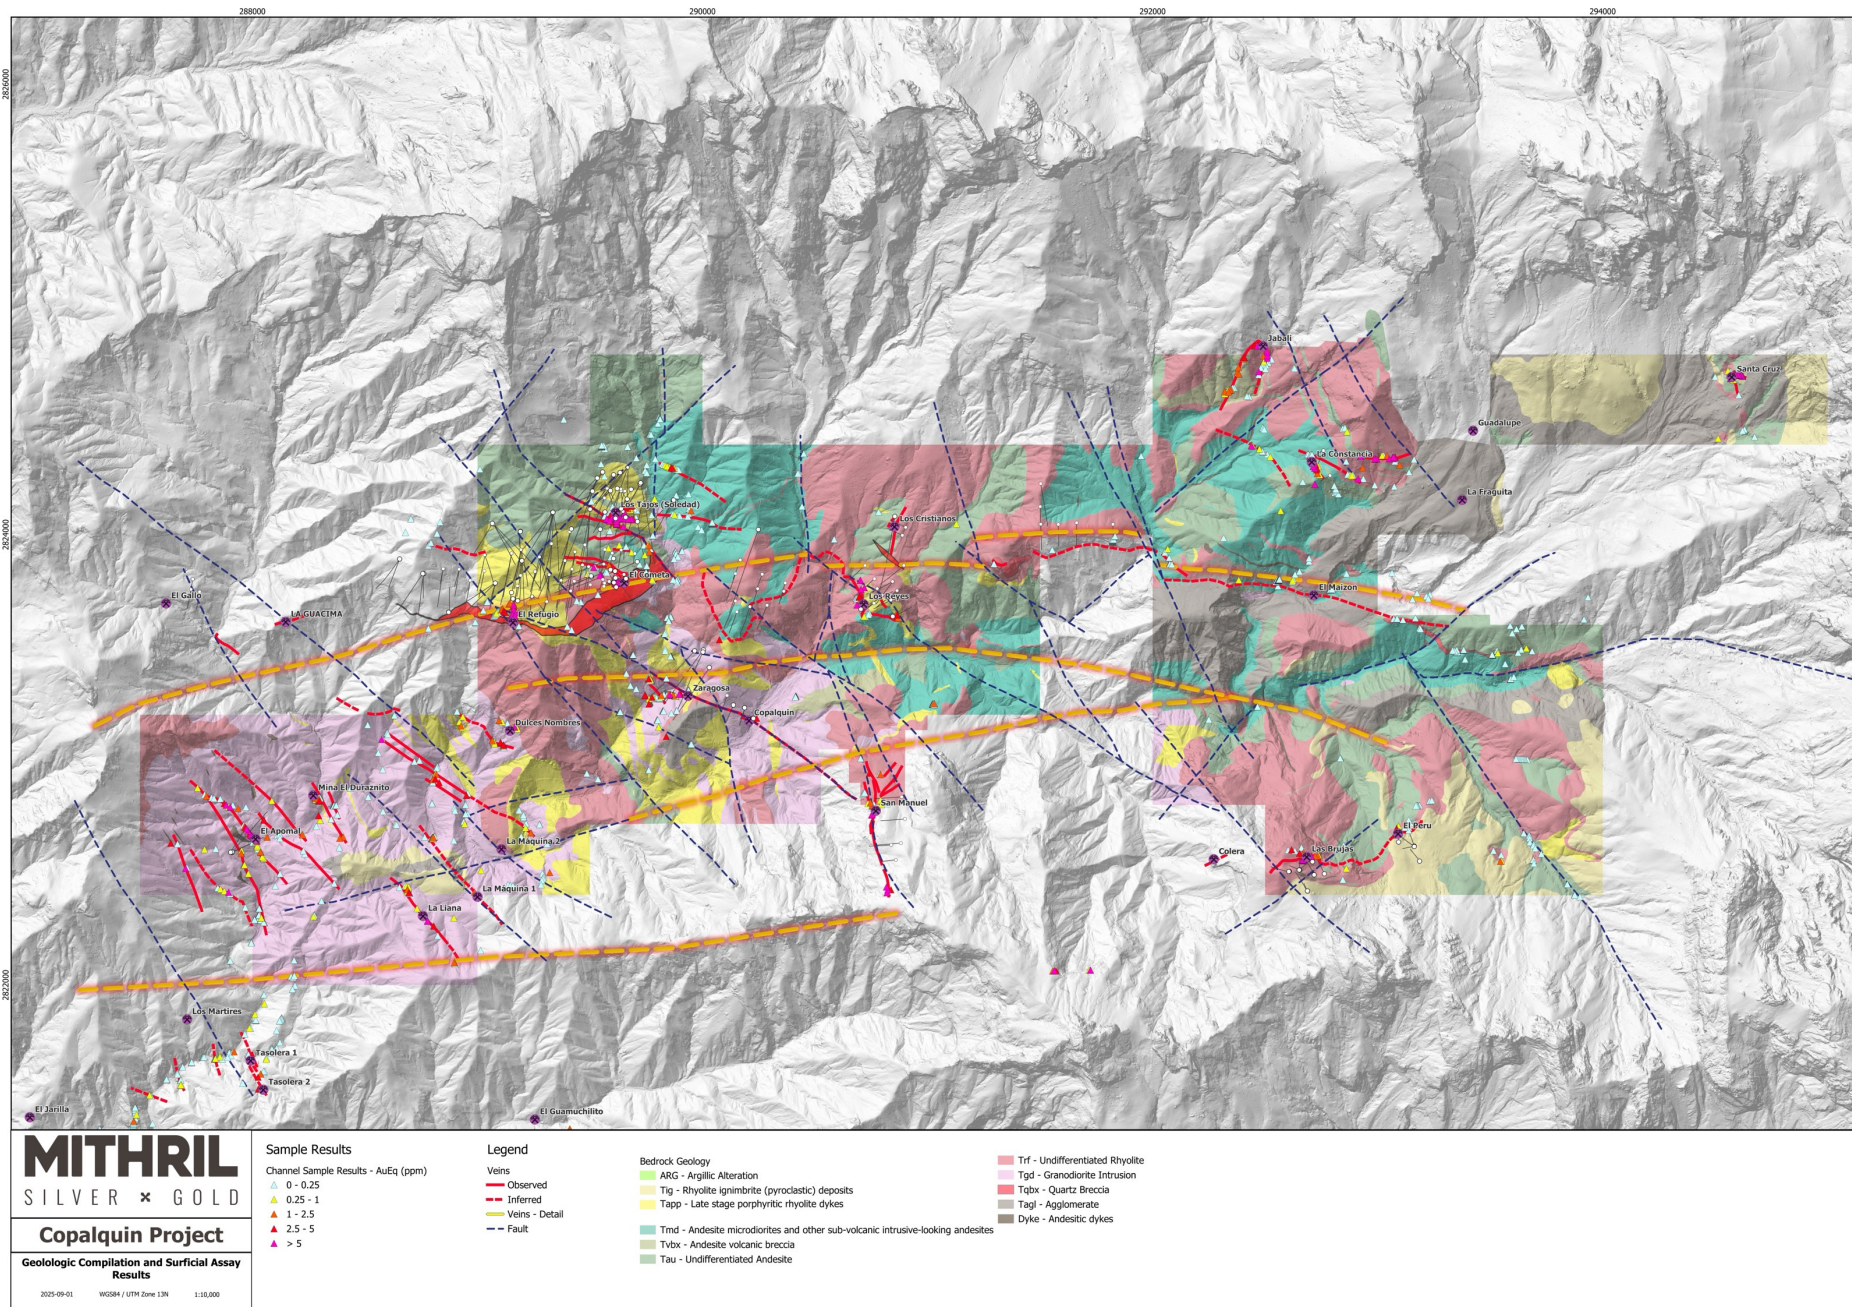 288000
290000
292000
294000
2826000
2824000
2822000
Jabali
Santa Cruz
Guadalupe
La Constancia
La Fraguita
Los Tajos (Soledad)
Los Cristianos
El Cometa
El Maizon
El Gallo
Los Reyes
LA GUACIMA
El Refugio
Zaragosa
Copalquin
Dulces Nombres
Mina El Duraznito
San Manuel
El Apomal
El Peru
La Maquina 2
Colera
Las Brujas
La Maquina 1
La Liana
Los Martires
Tasolera 1
Tasolera 2
El Jarilla
El Guamuchilito
MITHRIL
SILVER × GOLD
Copalquin Project
Geololologic Compilation and Surficial Assay
Results
2025-09-01 WGS84 / UTM Zone 13N 1:10,000
Sample Results
Channel Sample Results - AuEq (ppm)
0 - 0.25
0.25 - 1
1 - 2.5
2.5 - 5
> 5
Legend
Veins
Observed
Inferred
Veins - Detail
Fault
Bedrock Geology
ARG - Argillic Alteration
Tig - Rhyolite ignimbrite (pyroclastic) deposits
Tapp - Late stage porphyritic rhyolite dykes
Tmd - Andesite microdiorites and other sub-volcanic intrusive-looking andesites
Tvbx - Andesite volcanic breccia
Tau - Undifferentiated Andesite
Trf - Undifferentiated Rhyolite
Tgd - Granodiorite Intrusion
Tqbx - Quartz Breccia
Tagl - Agglomerate
Dyke - Andesitic dykes